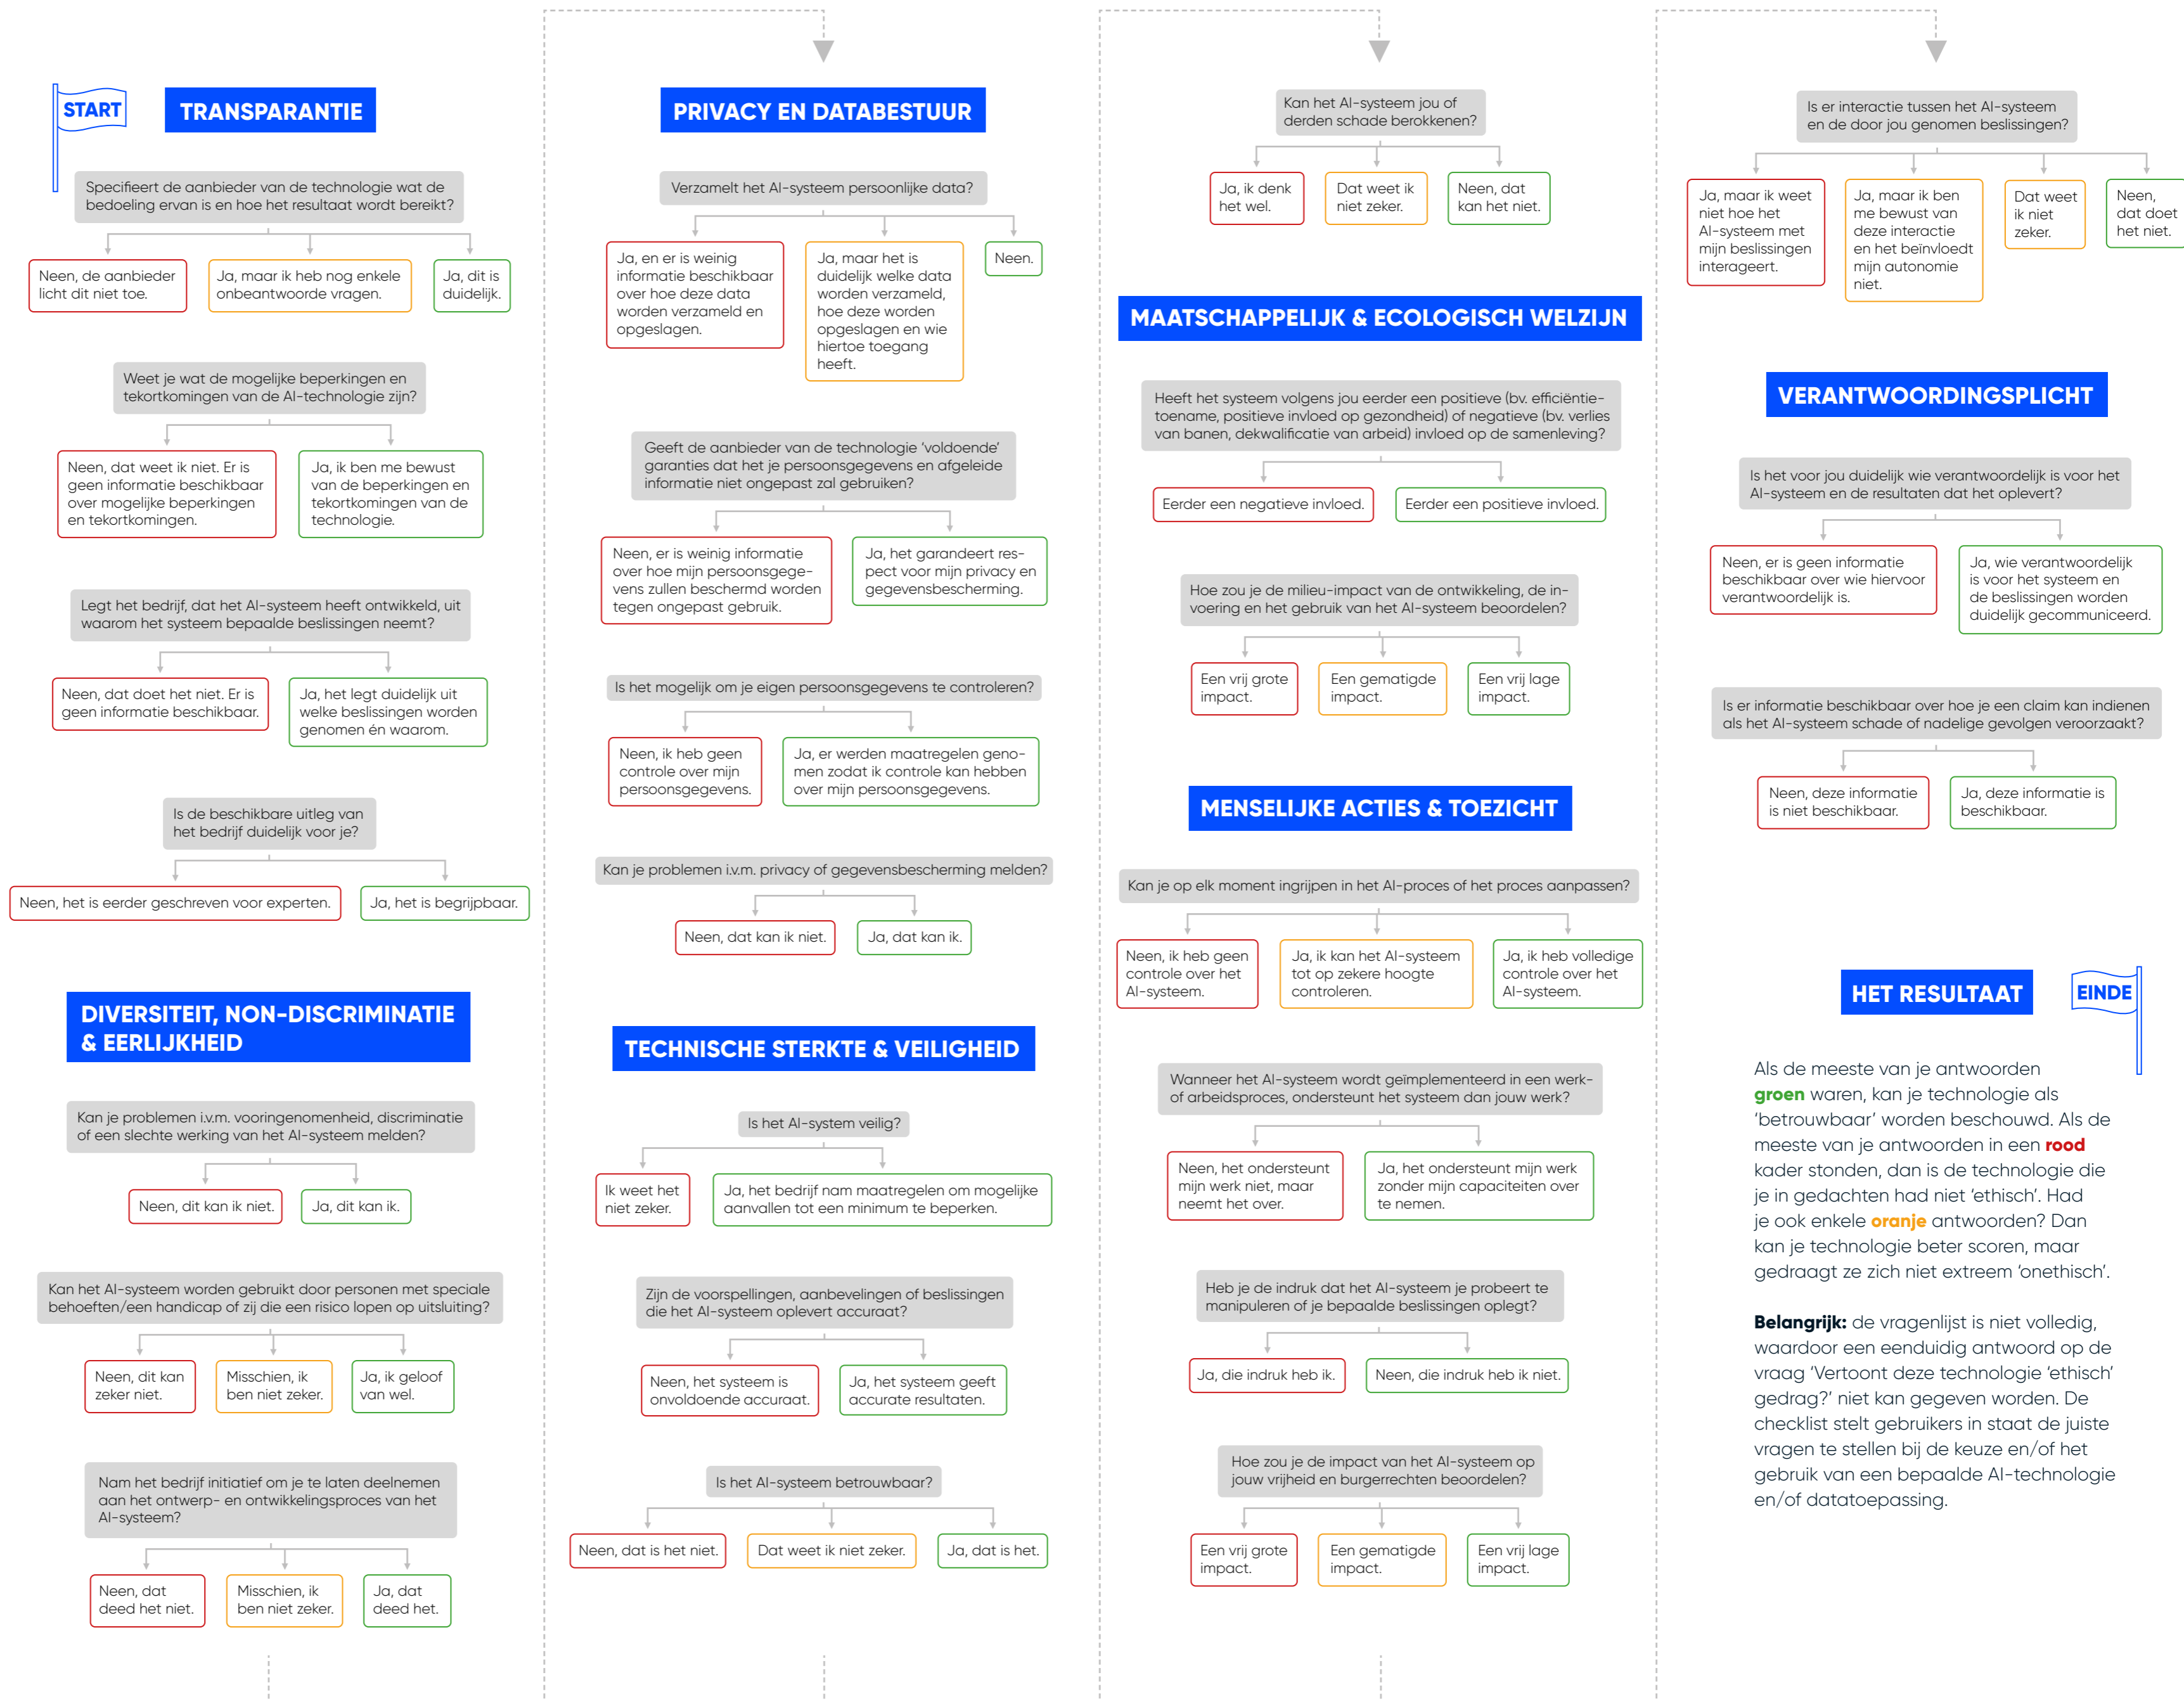 START
TRANSPARANTIE
Specifieert de aanbieder van de technologie wat de
bedoeling ervan is en hoe het resultaat wordt bereikt?
Neen, de aanbieder
licht dit niet toe.
Ja, maar ik heb nog enkele
onbeantwoorde vragen.
Ja, dit is
duidelijk.
Weet je wat de mogelijke beperkingen en
tekortkomingen van de AI-technologie zijn?
Neen, dat weet ik niet. Er is
geen informatie beschikbaar
over mogelijke beperkingen
en tekortkomingen.
Ja, ik ben me bewust
van de beperkingen en
tekortkomingen van de
technologie.
Legt het bedrijf, dat het AI-systeem heeft ontwikkeld, uit
waarom het systeem bepaalde beslissingen neemt?
Neen, dat doet het niet. Er is
geen informatie beschikbaar.
Ja, het legt duidelijk uit
welke beslissingen worden
genomen én waarom.
Is de beschikbare uitleg van
het bedrijf duidelijk voor je?
Neen, het is eerder geschreven voor experten.
Ja, het is begrijpbaar.
DIVERSITEIT, NON-DISCRIMINATIE
& EERLIJKHEID
Kan je problemen i.v.m. vooringenomenheid, discriminatie
of een slechte werking van het AI-systeem melden?
Neen, dit kan ik niet.
Ja, dit kan ik.
Kan het AI-systeem worden gebruikt door personen met speciale
behoeften/een handicap of zij die een risico lopen op uitsluiting?
Neen, dit kan
zeker niet.
Misschien, ik
ben niet zeker.
Ja, ik geloof
van wel.
Nam het bedrijf initiatief om je te laten deelnemen
aan het ontwerp- en ontwikkelingsproces van het
AI-systeem?
Neen, dat
deed het niet.
Misschien, ik
ben niet zeker.
Ja, dat
deed het.
PRIVACY EN DATABESTUUR
Verzamelt het AI-systeem persoonlijke data?
Ja, en er is weinig
informatie beschikbaar
over hoe deze data
worden verzameld en
opgeslagen.
Ja, maar het is
duidelijk welke data
worden verzameld,
hoe deze worden
opgeslagen en wie
hiertoe toegang
heeft.
Neen.
Geeft de aanbieder van de technologie ‘voldoende’
garanties dat het je persoonsgegevens en afgeleide
informatie niet ongepast zal gebruiken?
Neen, er is weinig informatie
over hoe mijn persoonsgege-
vens zullen beschermd worden
tegen ongepast gebruik.
Ja, het garandeert res-
pect voor mijn privacy en
gegevensbescherming.
Is het mogelijk om je eigen persoonsgegevens te controleren?
Neen, ik heb geen
controle over mijn
persoonsgegevens.
Ja, er werden maatregelen geno-
men zodat ik controle kan hebben
over mijn persoonsgegevens.
Kan je problemen i.v.m. privacy of gegevensbescherming melden?
Neen, dat kan ik niet.
Ja, dat kan ik.
TECHNISCHE STERKTE & VEILIGHEID
Is het AI-system veilig?
Ik weet het
niet zeker.
Ja, het bedrijf nam maatregelen om mogelijke
aanvallen tot een minimum te beperken.
Zijn de voorspellingen, aanbevelingen of beslissingen
die het AI-systeem oplevert accuraat?
Neen, het systeem is
onvoldoende accuraat.
Ja, het systeem geeft
accurate resultaten.
Is het AI-systeem betrouwbaar?
Neen, dat is het niet.
Dat weet ik niet zeker.
Ja, dat is het.
Kan het AI-systeem jou of
derden schade berokkenen?
Ja, ik denk
het wel.
Dat weet ik
niet zeker.
Neen, dat
kan het niet.
MAATSCHAPPELIJK & ECOLOGISCH WELZIJN
Heeft het systeem volgens jou eerder een positieve (bv. efficiëntie-
toename, positieve invloed op gezondheid) of negatieve (bv. verlies
van banen, dekwalificatie van arbeid) invloed op de samenleving?
Eerder een negatieve invloed.
Eerder een positieve invloed.
Hoe zou je de milieu-impact van de ontwikkeling, de in-
voering en het gebruik van het AI-systeem beoordelen?
Een vrij grote
impact.
Een gematigde
impact.
Een vrij lage
impact.
MENSELIJKE ACTIES & TOEZICHT
Kan je op elk moment ingrijpen in het AI-proces of het proces aanpassen?
Neen, ik heb geen
controle over het
AI-systeem.
Ja, ik kan het AI-systeem
tot op zekere hoogte
controleren.
Ja, ik heb volledige
controle over het
AI-systeem.
Wanneer het AI-systeem wordt geïmplementeerd in een werk-
of arbeidsproces, ondersteunt het systeem dan jouw werk?
Neen, het ondersteunt
mijn werk niet, maar
neemt het over.
Ja, het ondersteunt mijn werk
zonder mijn capaciteiten over
te nemen.
Heb je de indruk dat het AI-systeem je probeert te
manipuleren of je bepaalde beslissingen oplegt?
Ja, die indruk heb ik.
Neen, die indruk heb ik niet.
Hoe zou je de impact van het AI-systeem op
jouw vrijheid en burgerrechten beoordelen?
Een vrij grote
impact.
Een gematigde
impact.
Een vrij lage
impact.
Is er interactie tussen het AI-systeem
en de door jou genomen beslissingen?
Ja, maar ik weet
niet hoe het
AI-systeem met
mijn beslissingen
interageert.
Ja, maar ik ben
me bewust van
deze interactie
en het beïnvloedt
mijn autonomie
niet.
Dat weet
ik niet
zeker.
Neen,
dat doet
het niet.
VERANTWOORDINGSPLICHT
Is het voor jou duidelijk wie verantwoordelijk is voor het
AI-systeem en de resultaten dat het oplevert?
Neen, er is geen informatie
beschikbaar over wie hiervoor
verantwoordelijk is.
Ja, wie verantwoordelijk
is voor het systeem en
de beslissingen worden
duidelijk gecommuniceerd.
Is er informatie beschikbaar over hoe je een claim kan indienen
als het AI-systeem schade of nadelige gevolgen veroorzaakt?
Neen, deze informatie
is niet beschikbaar.
Ja, deze informatie is
beschikbaar.
HET RESULTAAT
EINDE
Als de meeste van je antwoorden
groen waren, kan je technologie als
‘betrouwbaar’ worden beschouwd. Als de
meeste van je antwoorden in een rood
kader stonden, dan is de technologie die
je in gedachten had niet ‘ethisch’. Had
je ook enkele oranje antwoorden? Dan
kan je technologie beter scoren, maar
gedraagt ze zich niet extreem ‘onethisch’.
Belangrijk: de vragenlijst is niet volledig,
waardoor een eenduidig antwoord op de
vraag ‘Vertoont deze technologie ‘ethisch’
gedrag?’ niet kan gegeven worden. De
checklist stelt gebruikers in staat de juiste
vragen te stellen bij de keuze en/of het
gebruik van een bepaalde AI-technologie
en/of datatoepassing.